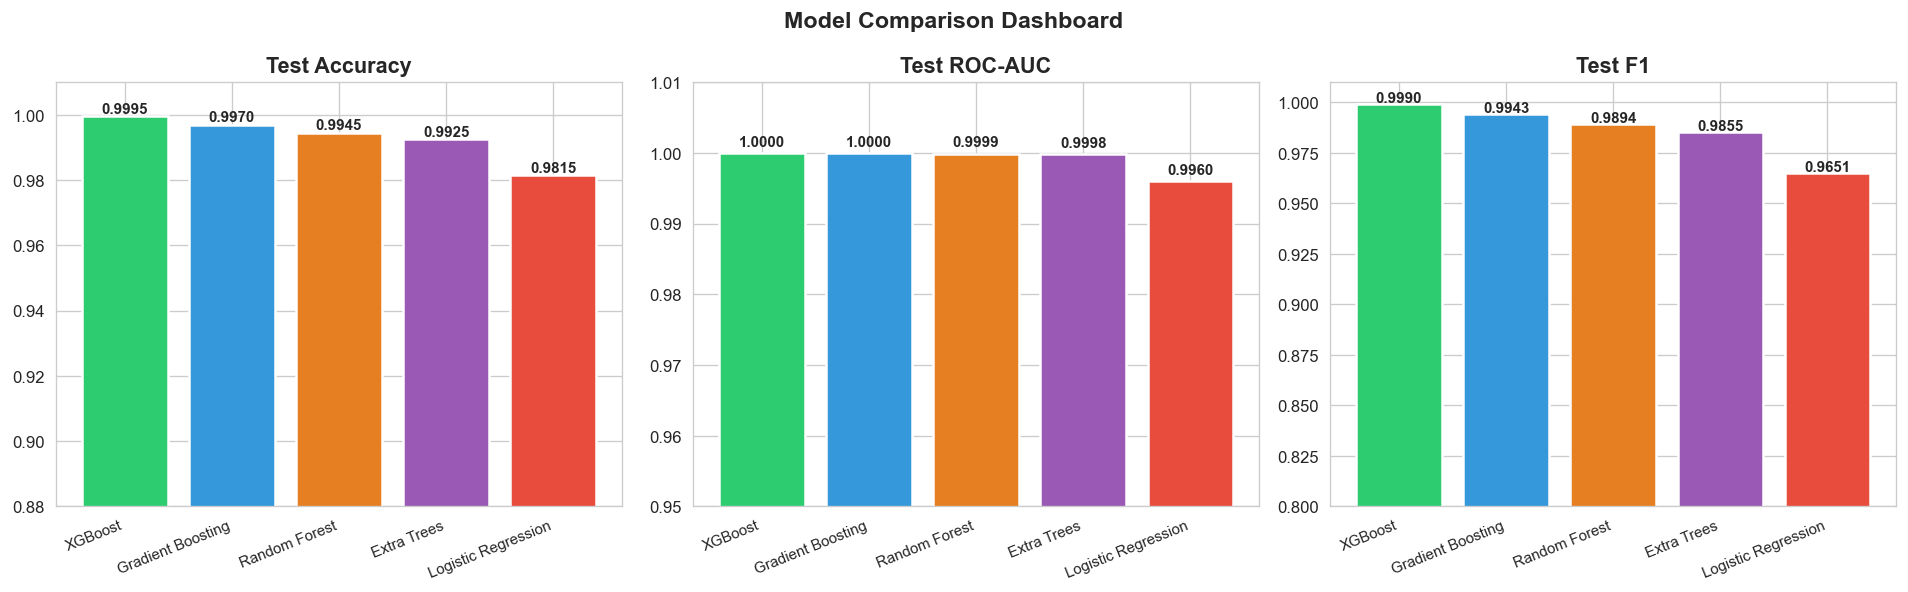 Model Comparison Dashboard
Test Accuracy
1.00
0.98
0.96
0.94
0.92
0.90
0.88
0.9995
0.9970
0.9945
0.9925
0.9815
XGBoost
Gradient Boosting
Random Forest
Extra Trees
Logistic Regression
Test ROC-AUC
1.01
1.00
0.99
0.98
0.97
0.96
0.95
1.0000
1.0000
0.9999
0.9998
0.9960
XGBoost
Gradient Boosting
Random Forest
Extra Trees
Logistic Regression
Test F1
1.000
0.975
0.950
0.925
0.900
0.875
0.850
0.825
0.800
0.9990
0.9943
0.9894
0.9855
0.9651
XGBoost
Gradient Boosting
Random Forest
Extra Trees
Logistic Regression